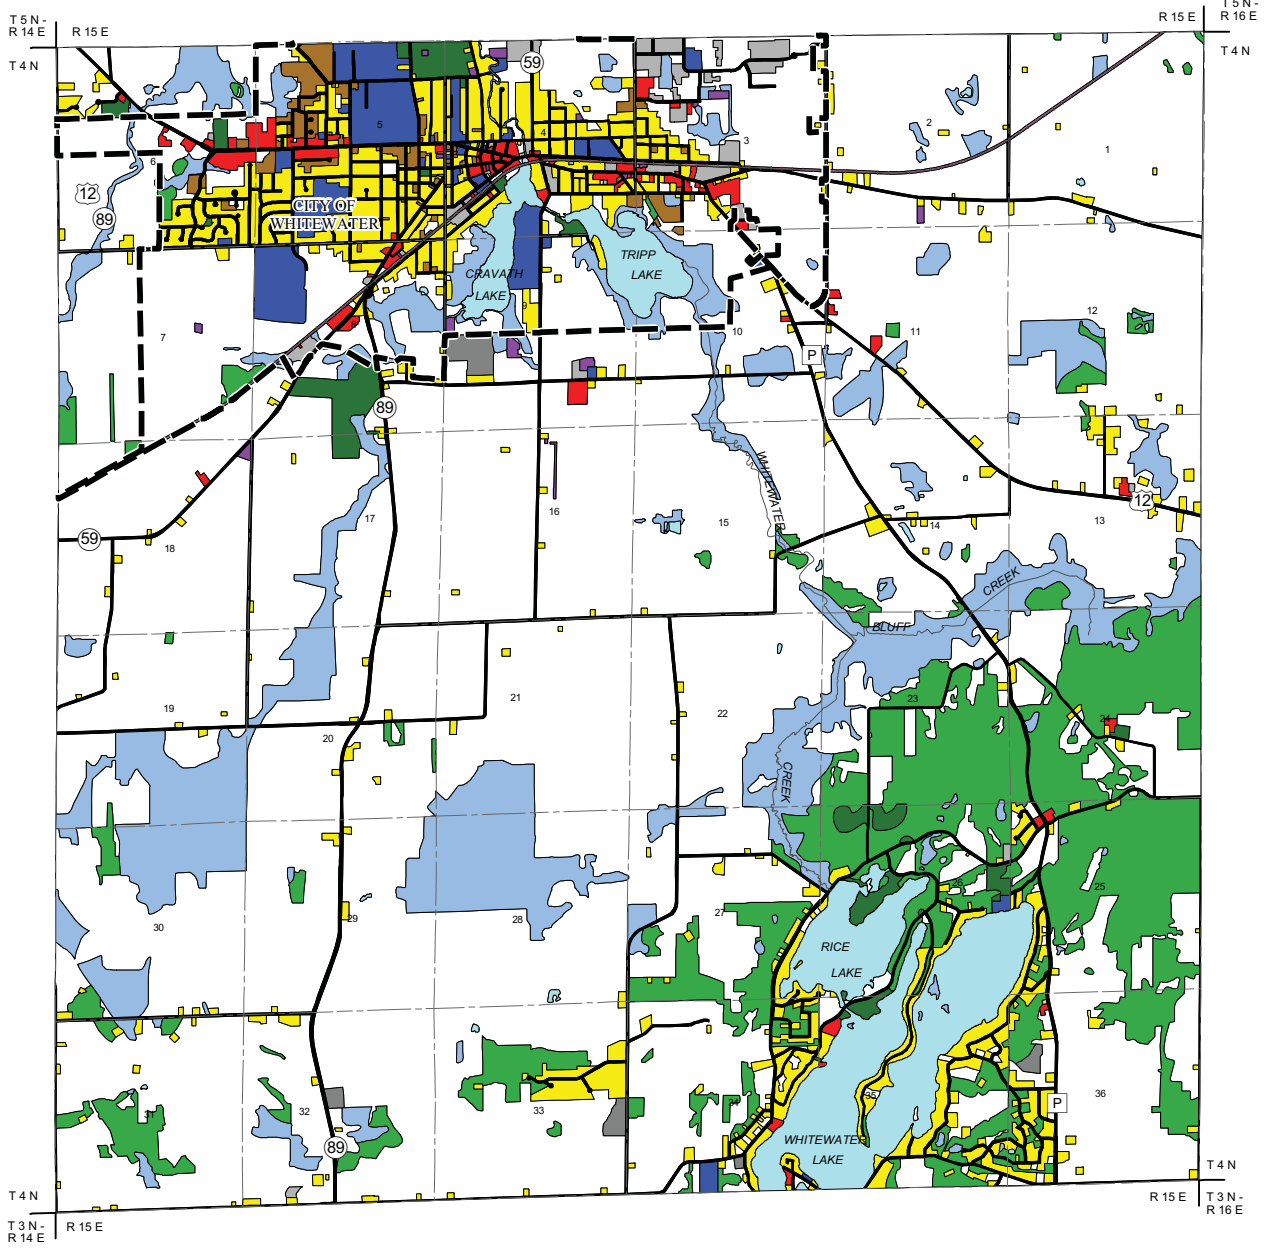 T 5 N -
R 14 E
R 15 E
R 15 E
T 5 N -
R 16 E
T 4 N
T 4 N
59
2
5
4
3
1
6
12
89
CITY OF
WHITEWATER
TRIPP
LAKE
CRAVATH
LAKE
9
12
7
8
10
11
P
89
WHITEWATER
12
16
17
15
13
14
59
18
CREEK
BLUFF
21
23
19
22
24
20
CREEK
26
25
27
29
28
30
RICE
LAKE
36
35
34
P
33
32
31
WHITEWATER
LAKE
89
T 4 N
T 4 N
R 15 E
T 3 N -
R 16 E
T 3 N -
R 14 E
R 15 E